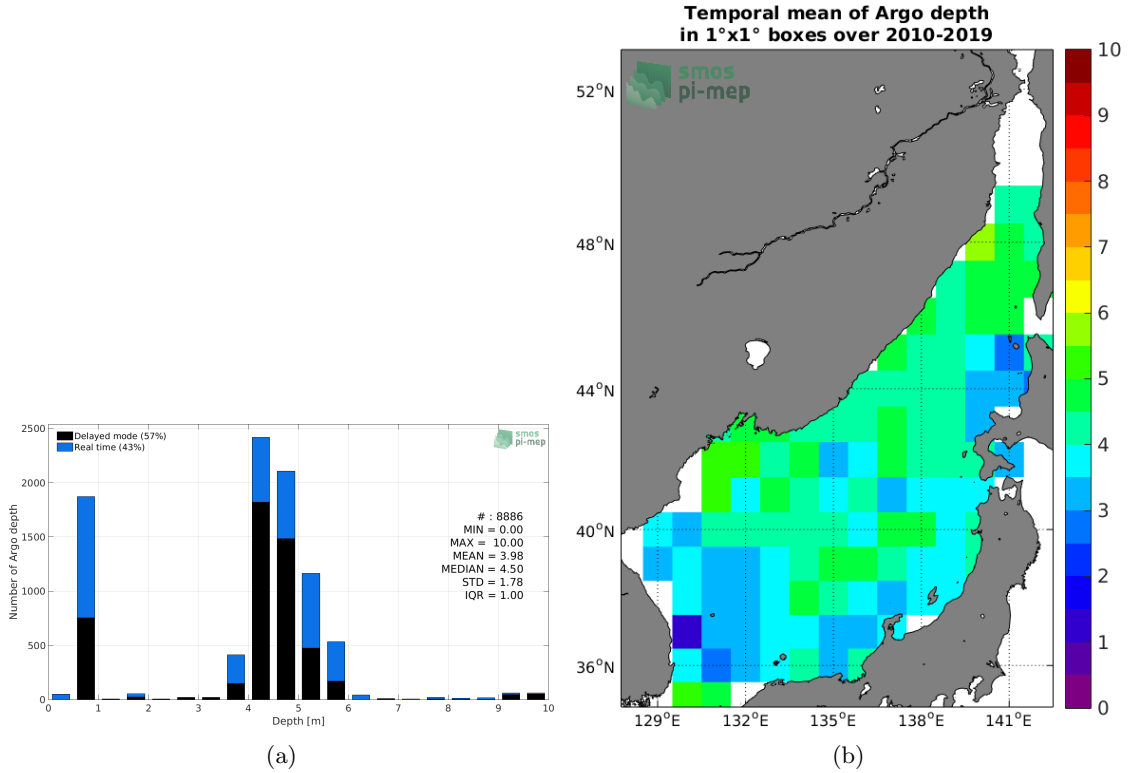 Temporal mean of Argo depth
in 1°x1° boxes over 2010-2019
smos
pi-mep
52°N
48°N
44°N
40°N
36°N
129°E
132°E
135°E
138°E
141°E
10
9
8
7
6
5
4
3
2
1
0
(b)
Delayed mode (57%)
Real time (43%)
smos
pi-mep
# : 8886
MIN = 0.00
MAX = 10.00
MEAN = 3.98
MEDIAN = 4.50
STD = 1.78
IQR = 1.00
Number of Argo depth
2500
2000
1500
1000
500
0
0
1
2
3
4
5
6
7
8
9
10
Depth [m]
(a)